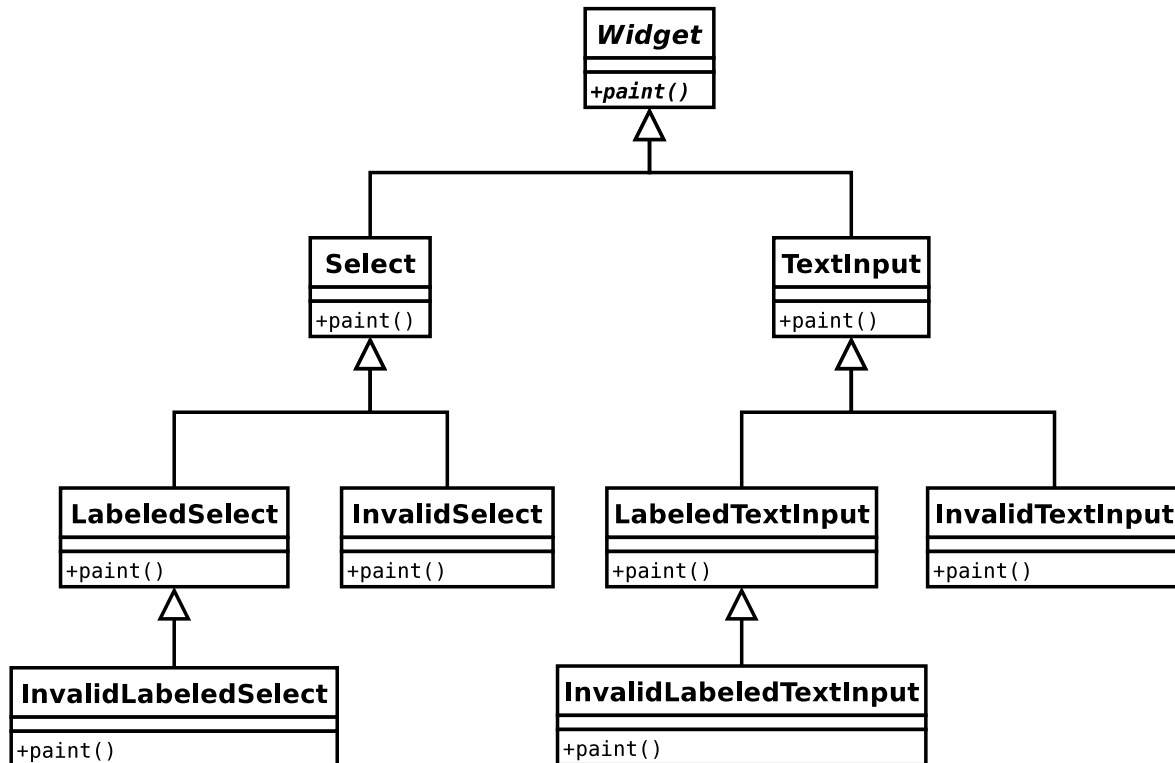 Widget
+paint()
Select
+paint()
TextInput
+paint()
LabeledSelect
+paint()
InvalidSelect
+paint()
LabeledTextInput
+paint()
InvalidTextInput
+paint()
InvalidLabeledSelect
+paint()
InvalidLabeledTextInput
+paint()